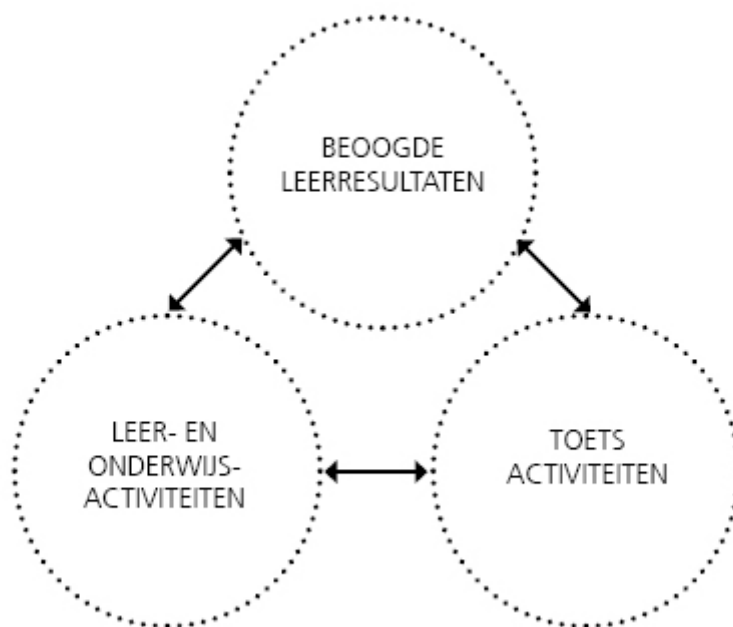 BEOOGDE
LEERRESULTATEN
LEER- EN
ONDERWIJS-
ACTIVITEITEN
TOETS
ACTIVITEITEN